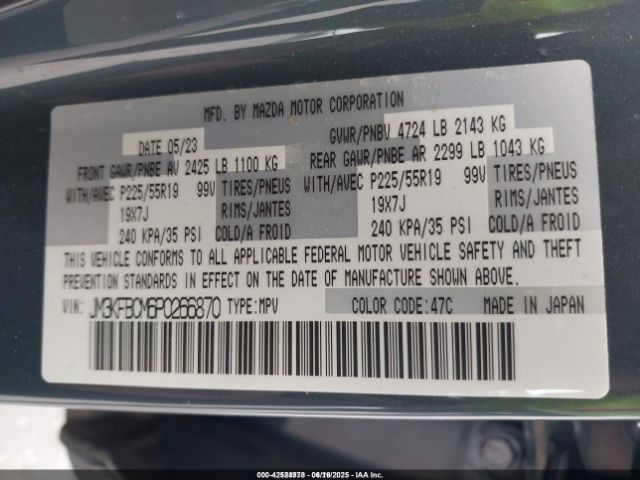 MFD. BY MAZDA MOTOR CORPORATION
DATE 05/23 GVWR/PNBV 4724 LB 2143 KG
FRONT GAWR/PNBE AV 2425 LB 1100 KG REAR GAWR/PNBE AR 2299 LB 1043 KG
WITH/AVEC P225/55R19 99V TIRES/PNEUS WITH/AVEC P225/55R19 99V TIRES/PNEUS
19X7J RIMS/JANTES 19X7J RIMS/JANTES
240 KPA/35 PSI COLD/A FROID 240 KPA/35 PSI COLD/A FROID
THIS VEHICLE CONFORMS TO ALL APPLICABLE FEDERAL MOTOR VEHICLE SAFETY AND THEFT
PREVENTION STANDARDS IN EFFECT ON THE DATE OF MANUFACTURE SHOWN ABOVE.
VIN: JM3KFBCM6P0266870 TYPE:MPV COLOR CODE:47C MADE IN JAPAN
IAA Inc.